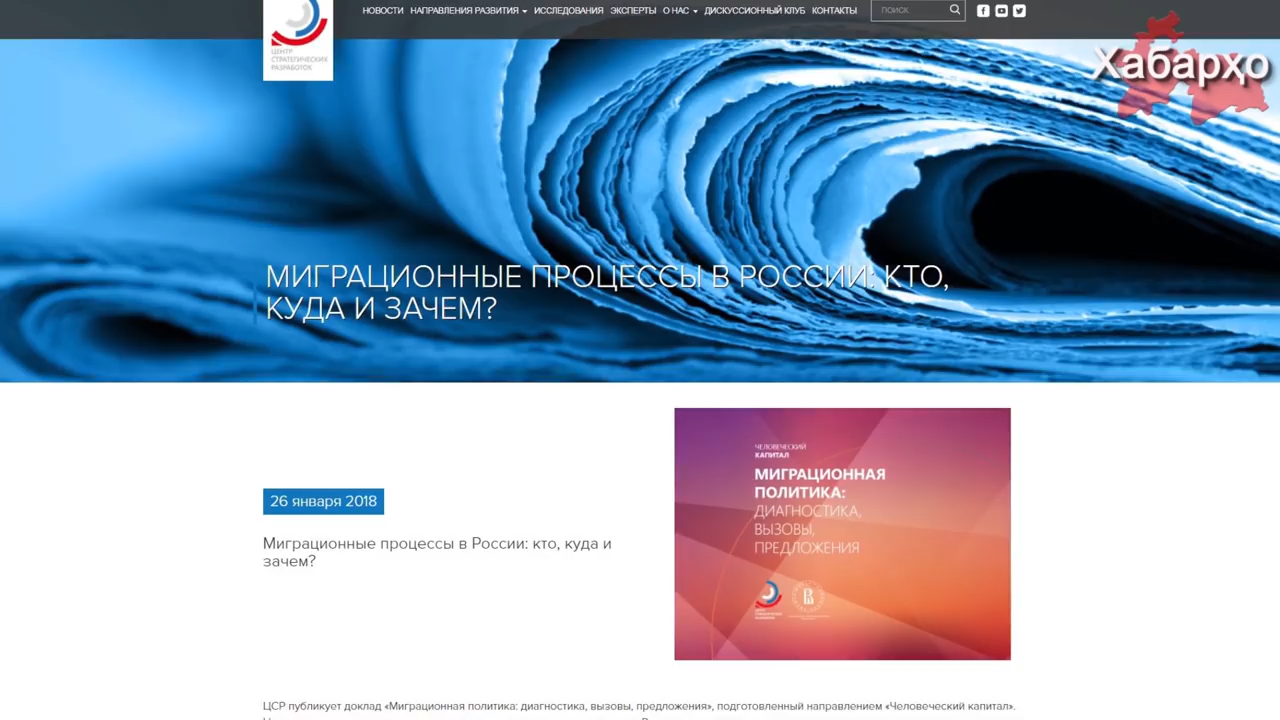 НОВОСТИ НАПРАВЛЕНИЯ РАЗВИТИЯ ИССЛЕДОВАНИЯ ЭКСПЕРТЫ О НАС ДИСКУССИОННЫЙ КЛУБ КОНТАКТЫ ПОИСК
ЦЕНТР
СТРАТЕГИЧЕСКИХ
РАЗРАБОТОК
Хабарҳо
МИГРАЦИОННЫЕ ПРОЦЕССЫ В РОССИИ: КТО,
КУДА И ЗАЧЕМ?
26 января 2018
Миграционные процессы в России: кто, куда и
зачем?
ЧЕЛОВЕЧЕСКИЙ
КАПИТАЛ
МИГРАЦИОННАЯ
ПОЛИТИКА:
ДИАГНОСТИКА,
ВЫЗОВЫ,
ПРЕДЛОЖЕНИЯ
ЦСР публикует доклад «Миграционная политика: диагностика, вызовы, предложения», подготовленный направлением «Человеческий капитал».